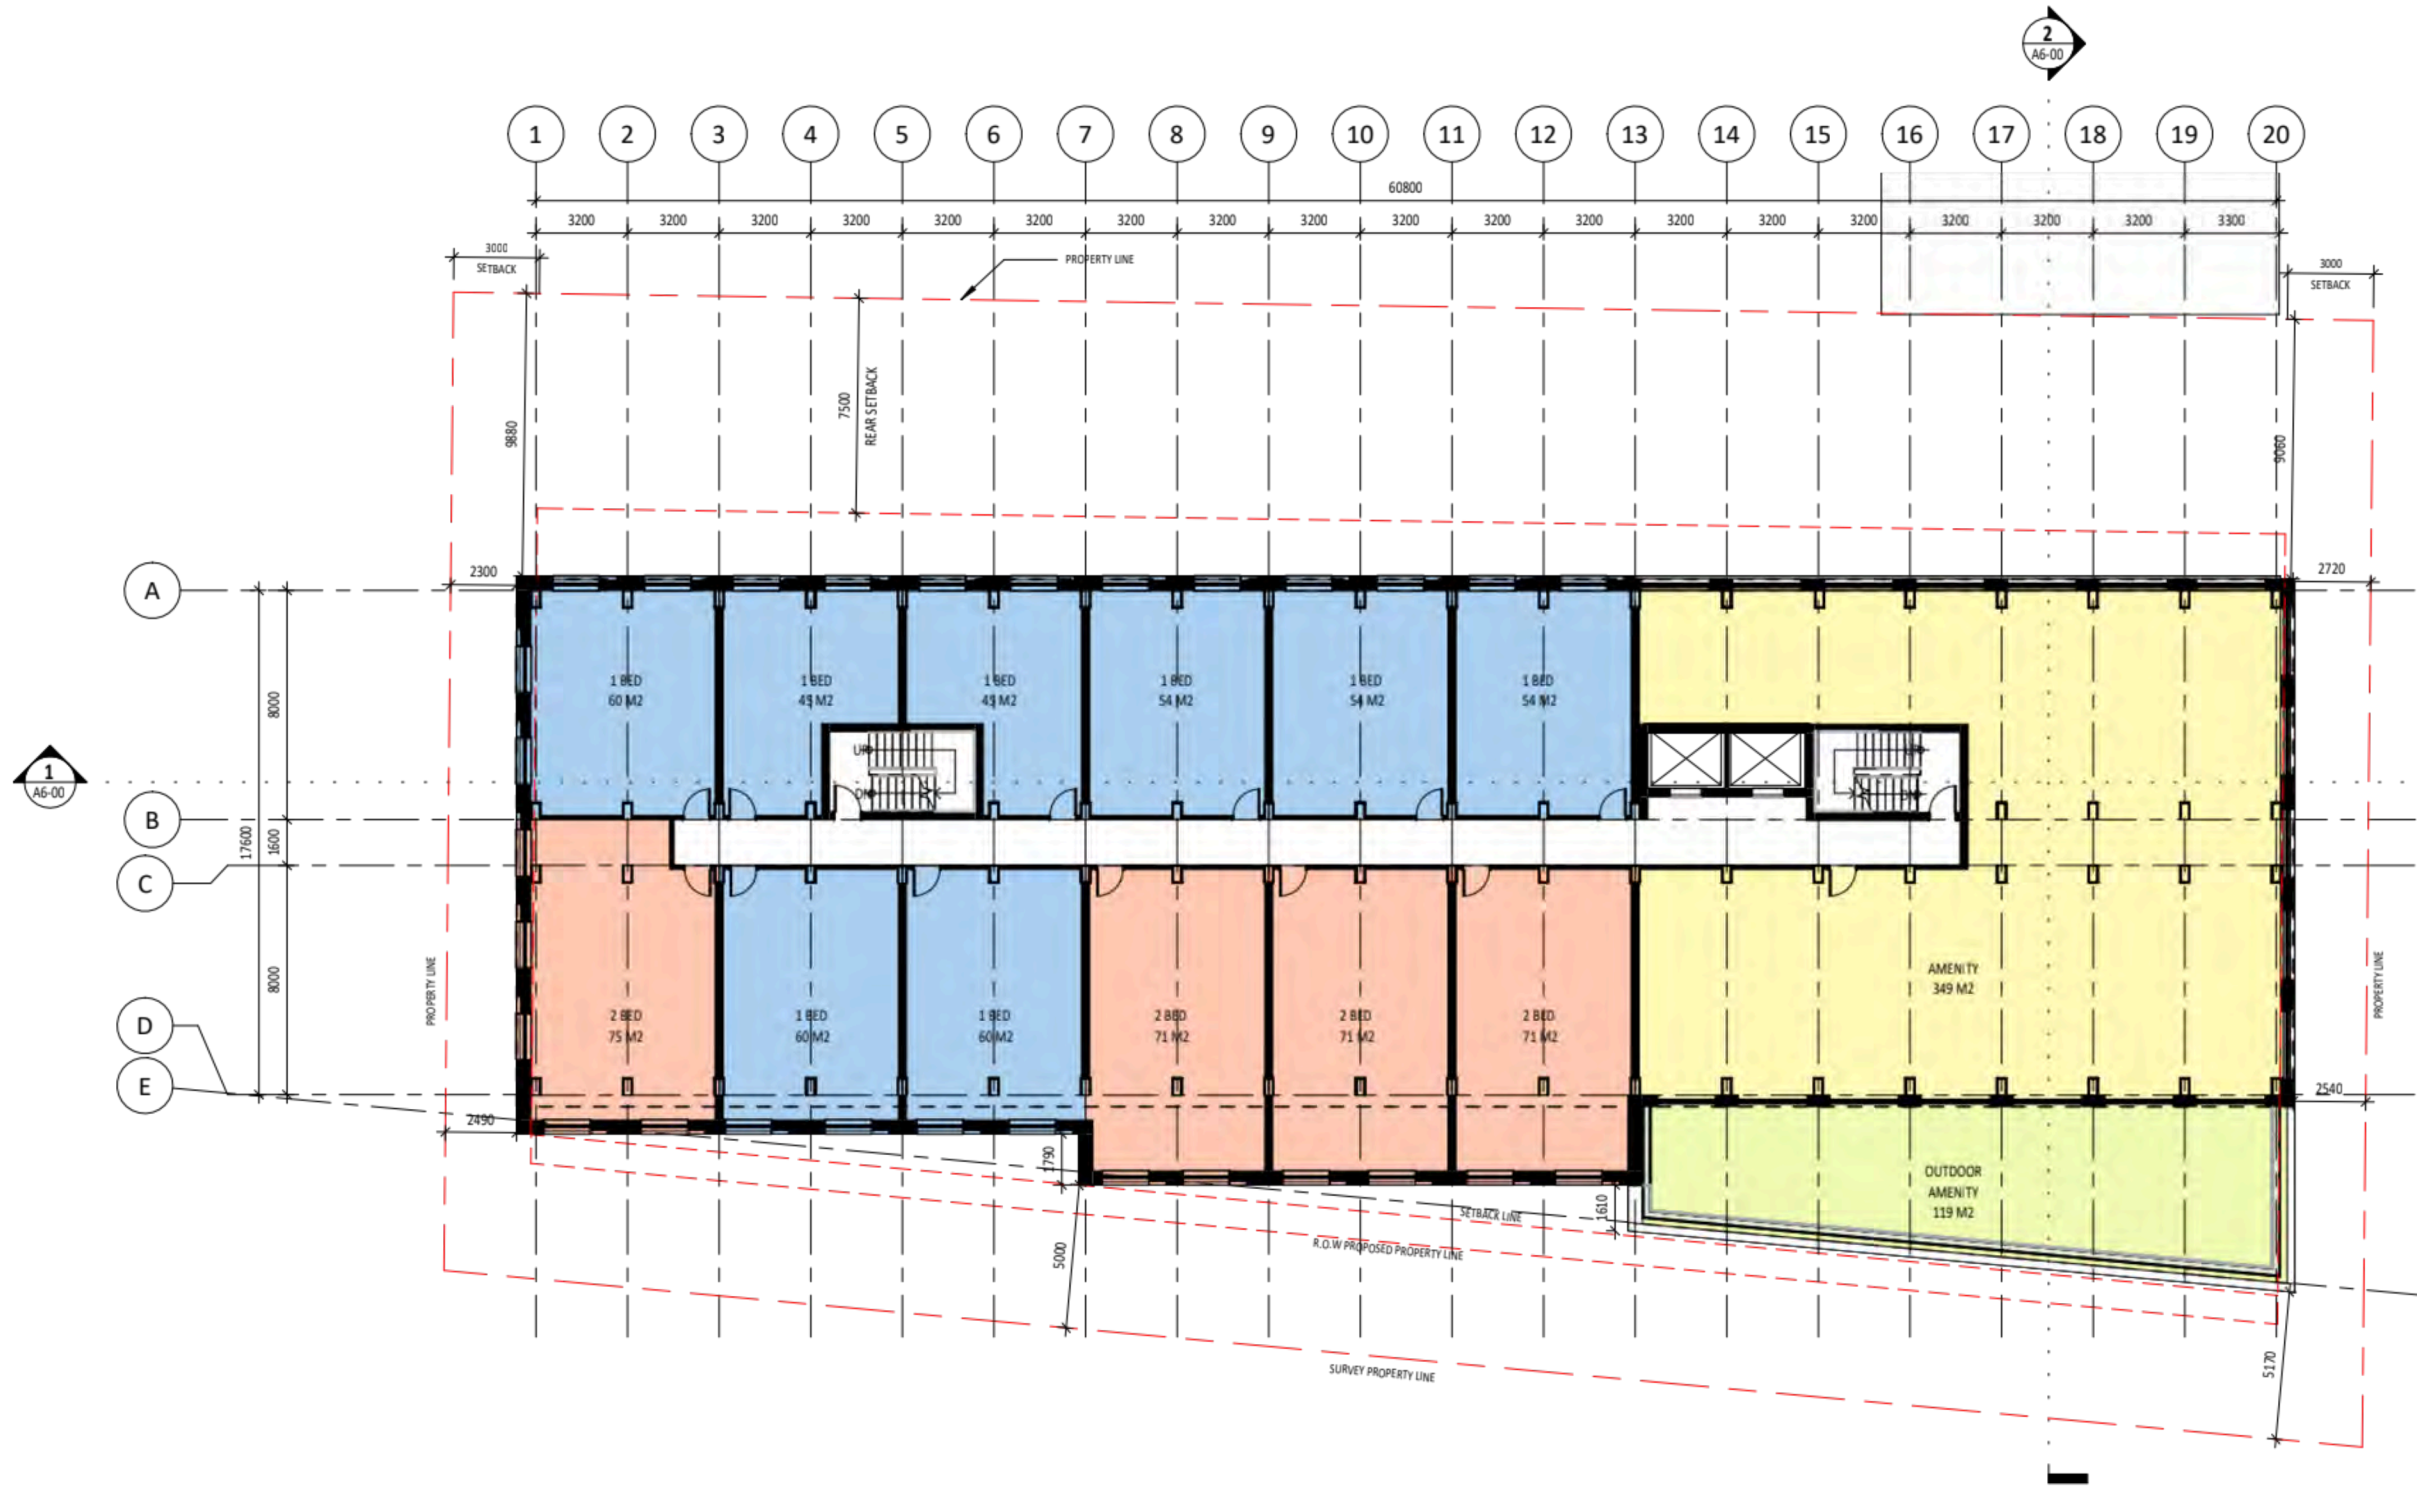 2
A6-00
1 2 3 4 5 6 7 8 9 10 11 12 13 14 15 16 17 18 19 20
60800
3200 3200 3200 3200 3200 3200 3200 3200 3200 3200 3200 3200 3200 3200 3200 3200 3200 3200 3300
3000
SETBACK
PROPERTY LINE
3000
SETBACK
9880
7500
REAR SETBACK
9060
A
2300
2720
8000
1 BED
60 M2
1 BED
45 M2
1 BED
45 M2
1 BED
54 M2
1 BED
54 M2
1 BED
54 M2
1
A6-00
UP
DN
B
17600
1600
C
8000
PROPERTY LINE
AMENITY
349 M2
PROPERTY LINE
D
2 BED
75 M2
1 BED
60 M2
1 BED
60 M2
2 BED
71 M2
2 BED
71 M2
2 BED
71 M2
E
2540
2490
1790
OUTDOOR
AMENITY
119 M2
1610
SETBACK LINE
R.O.W PROPOSED PROPERTY LINE
5000
5170
SURVEY PROPERTY LINE